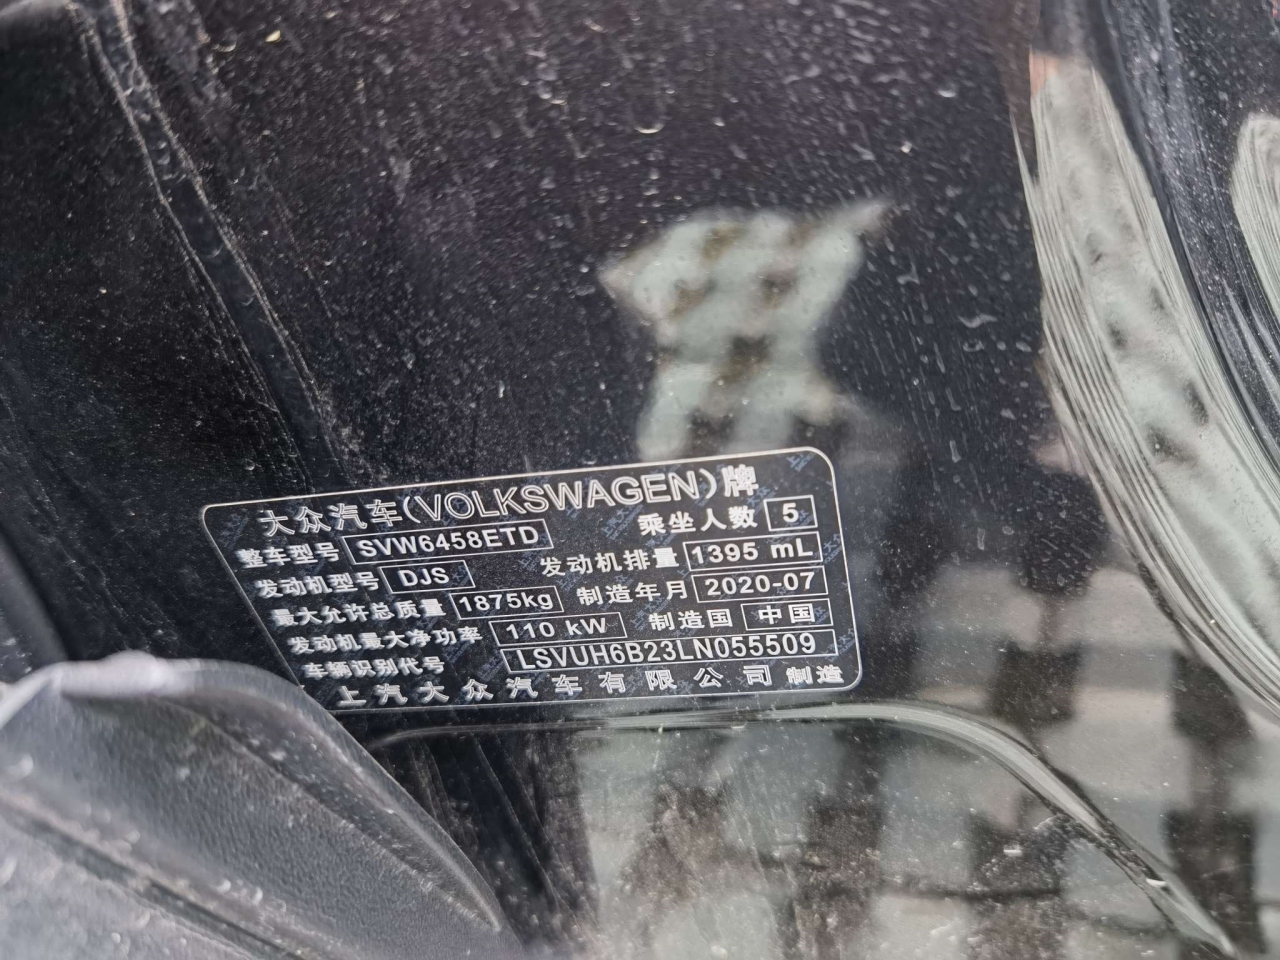 大众汽车(VOLKSWAGEN)牌
整车型号 SVW6458ETD 乘坐人数 5
发动机型号 DJS 发动机排量 1395 mL
最大允许总质量 1875kg 制造年月 2020-07
发动机最大净功率 110 kW 制造国 中国
车辆识别代号 LSVUH6B23LN055509
上汽大众汽车有限公司 制造